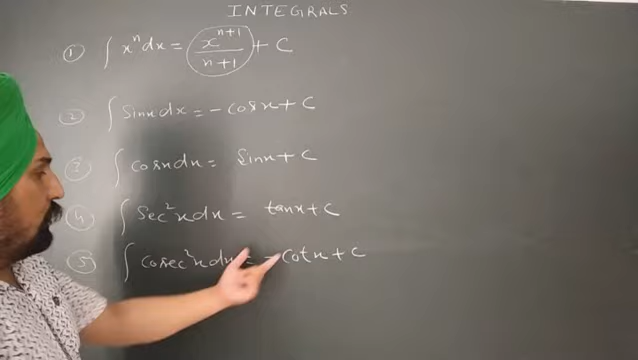 INTEGRALS
① ∫ xⁿ dx = xⁿ⁺¹/n+1 + C
② ∫ Sinx dx = - Cosx + C
③ ∫ Cosx dx = Sinx + C
④ ∫ Sec²x dx = tanx + C
⑤ ∫ Cosec²x dx = - Cotx + C